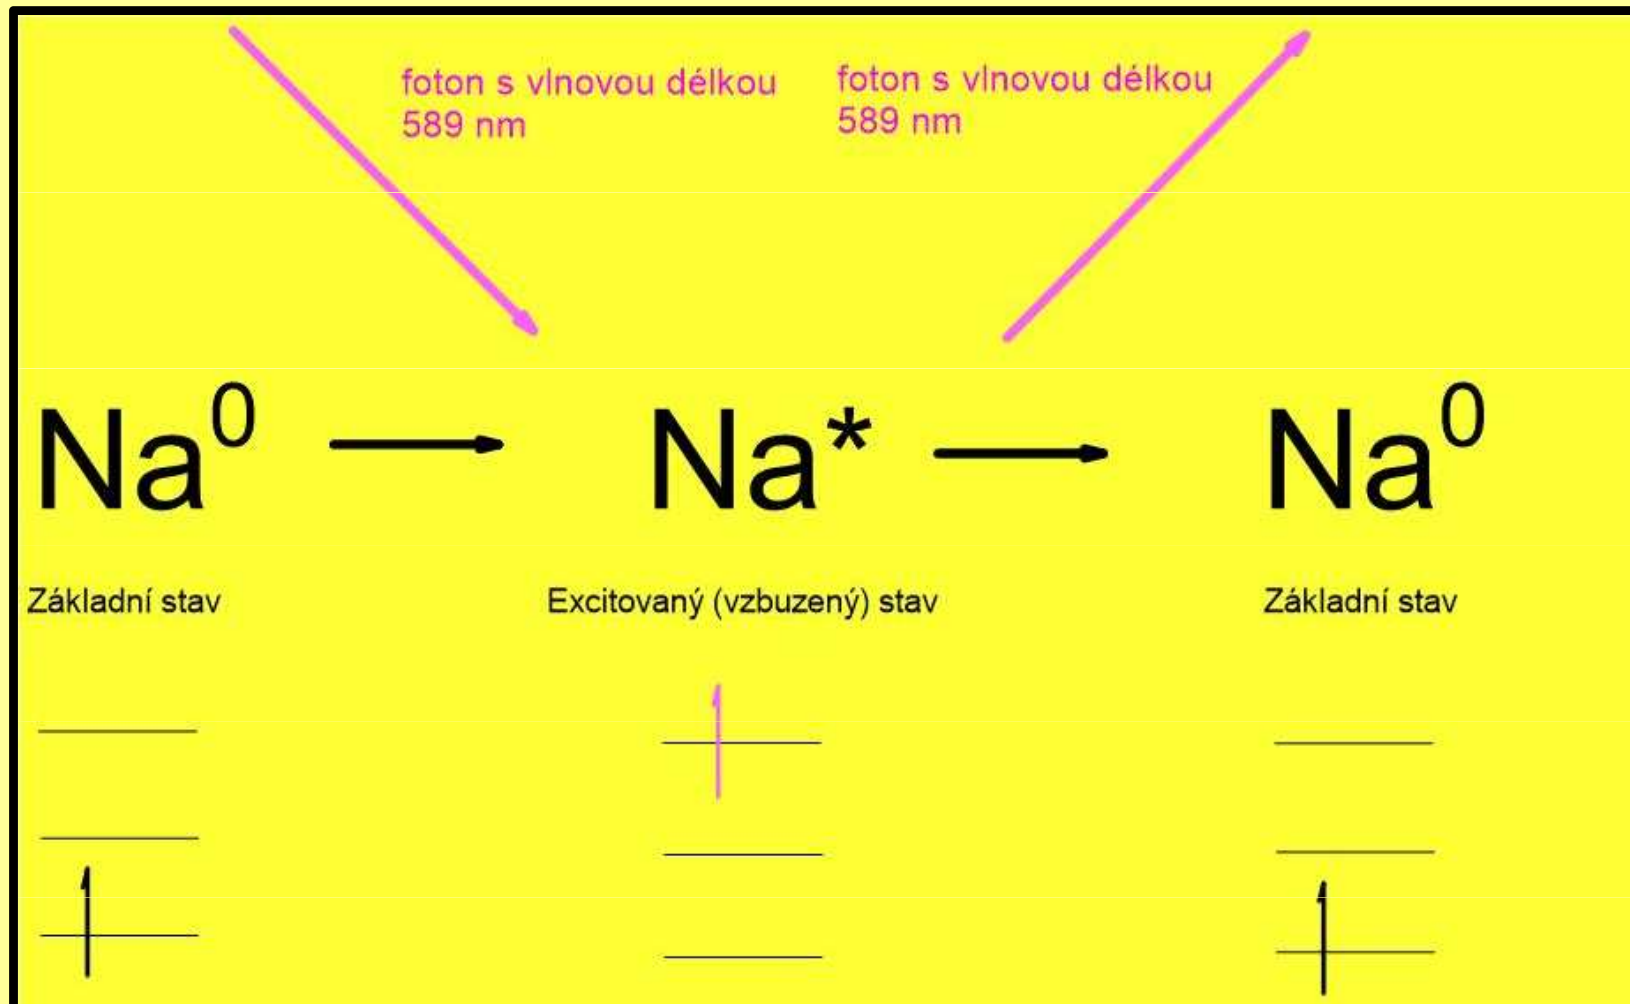 foton s vlnovou délkou
589 nm
foton s vlnovou délkou
589 nm
Na⁰
Na*
Na⁰
Základní stav
Excitovaný (vzbuzený) stav
Základní stav